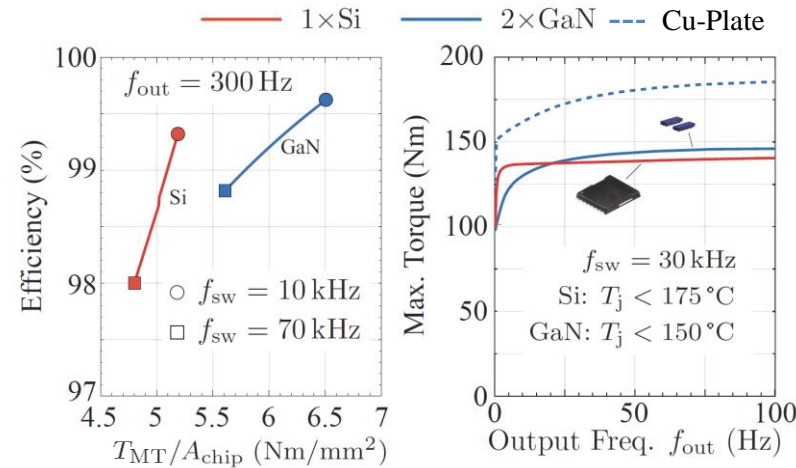 1×Si 2×GaN Cu-Plate
100
99
98
97
Efficiency (%)
f_out = 300 Hz
Si
GaN
f_sw = 10 kHz
f_sw = 70 kHz
4.5 5 5.5 6 6.5 7
T_MT/A_chip (Nm/mm²)
200
150
100
50
0
Max. Torque (Nm)
f_sw = 30 kHz
Si: T_j < 175 °C
GaN: T_j < 150 °C
0 50 100
Output Freq. f_out (Hz)